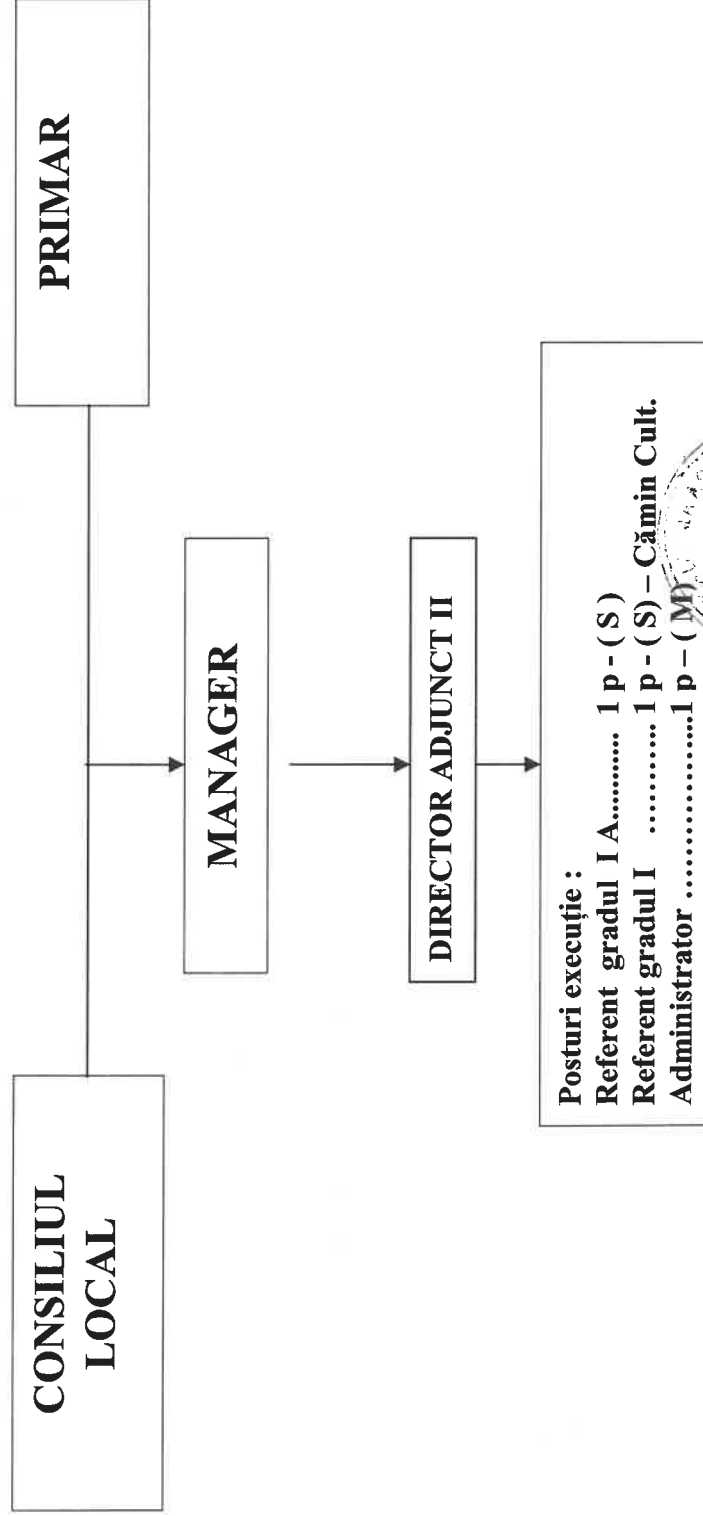 CONSILIUL
LOCAL
PRIMAR
MANAGER
DIRECTOR ADJUNCT II
Posturi execuție :
Referent gradul I A............ 1 p - ( S )
Referent gradul I ........... 1 p - ( S) – Cămin Cult.
Administrator ....................1 p – ( M)